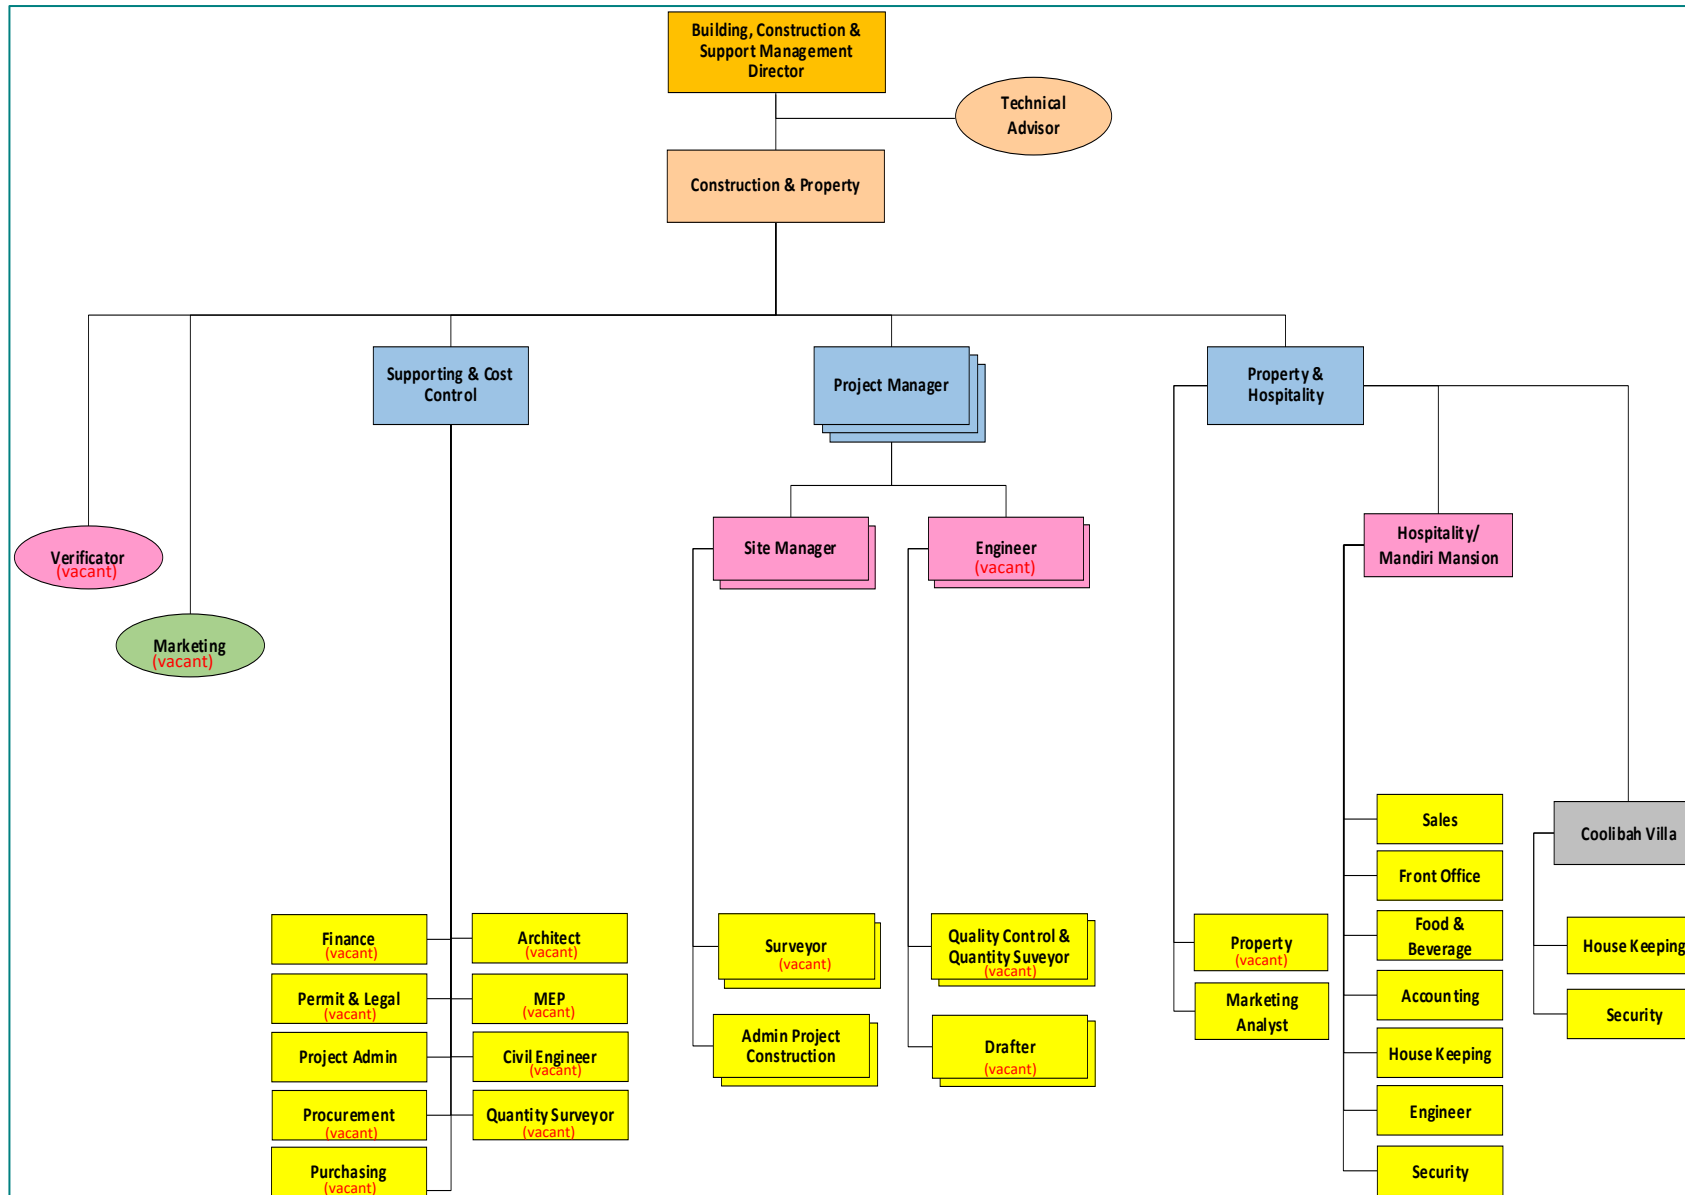 Building, Construction &
Support Management
Director
Technical
Advisor
Construction & Property
Supporting & Cost
Control
Project Manager
Property &
Hospitality
Verificator
(vacant)
Marketing
(vacant)
Site Manager
Engineer
(vacant)
Hospitality/
Mandiri Mansion
Finance
(vacant)
Architect
(vacant)
Permit & Legal
(vacant)
MEP
(vacant)
Project Admin
Civil Engineer
(vacant)
Procurement
(vacant)
Quantity Surveyor
(vacant)
Purchasing
(vacant)
Surveyor
(vacant)
Admin Project
Construction
Quality Control &
Quantity Suveyor
(vacant)
Drafter
(vacant)
Property
(vacant)
Marketing
Analyst
Sales
Front Office
Food &
Beverage
Accounting
House Keeping
Engineer
Security
Coolibah Villa
House Keeping
Security